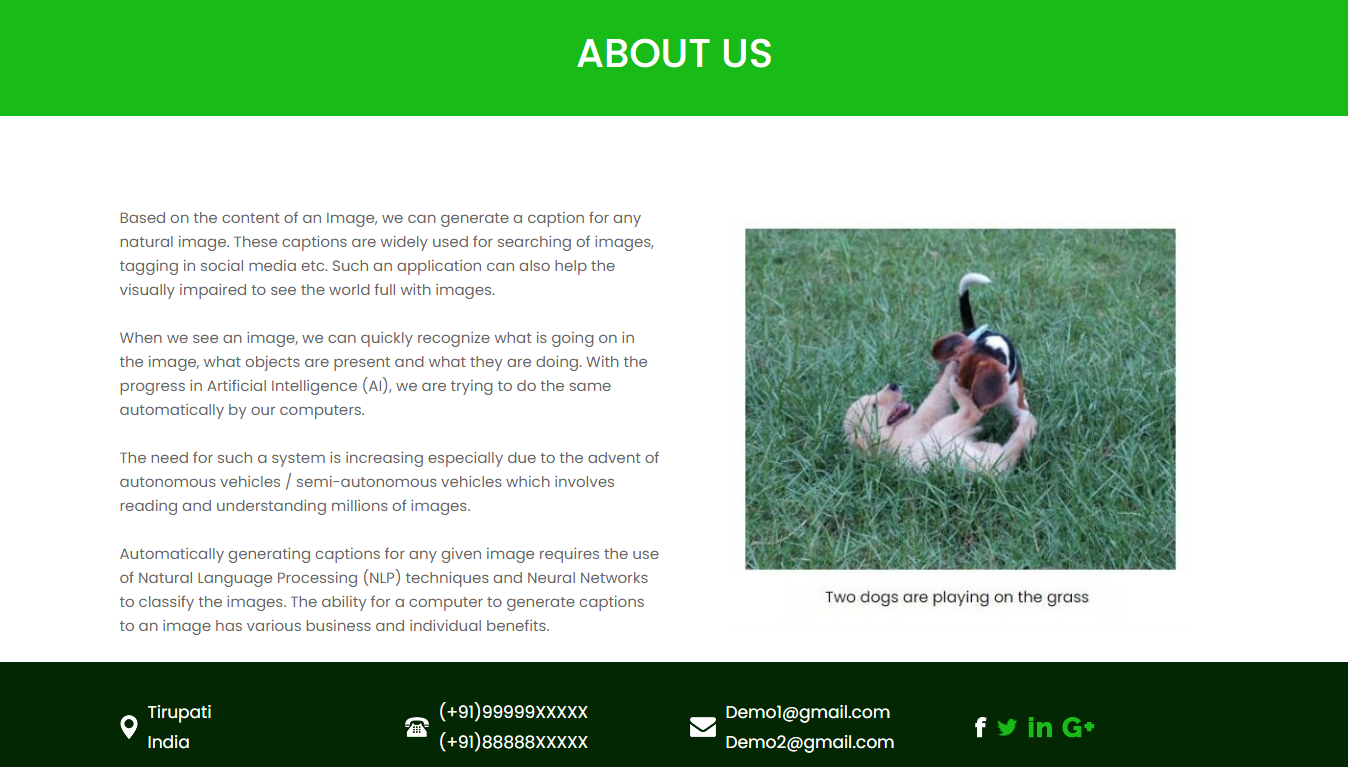 ABOUT US
Based on the content of an Image, we can generate a caption for any
natural image. These captions are widely used for searching of images,
tagging in social media etc. Such an application can also help the
visually impaired to see the world full with images.
When we see an image, we can quickly recognize what is going on in
the image, what objects are present and what they are doing. With the
progress in Artificial Intelligence (AI), we are trying to do the same
automatically by our computers.
The need for such a system is increasing especially due to the advent of
autonomous vehicles / semi-autonomous vehicles which involves
reading and understanding millions of images.
Automatically generating captions for any given image requires the use
of Natural Language Processing (NLP) techniques and Neural Networks
to classify the images. The ability for a computer to generate captions
to an image has various business and individual benefits.
Two dogs are playing on the grass
Tirupati
India
(+91)99999XXXXX
(+91)88888XXXXX
Demo1@gmail.com
Demo2@gmail.com
f in G+